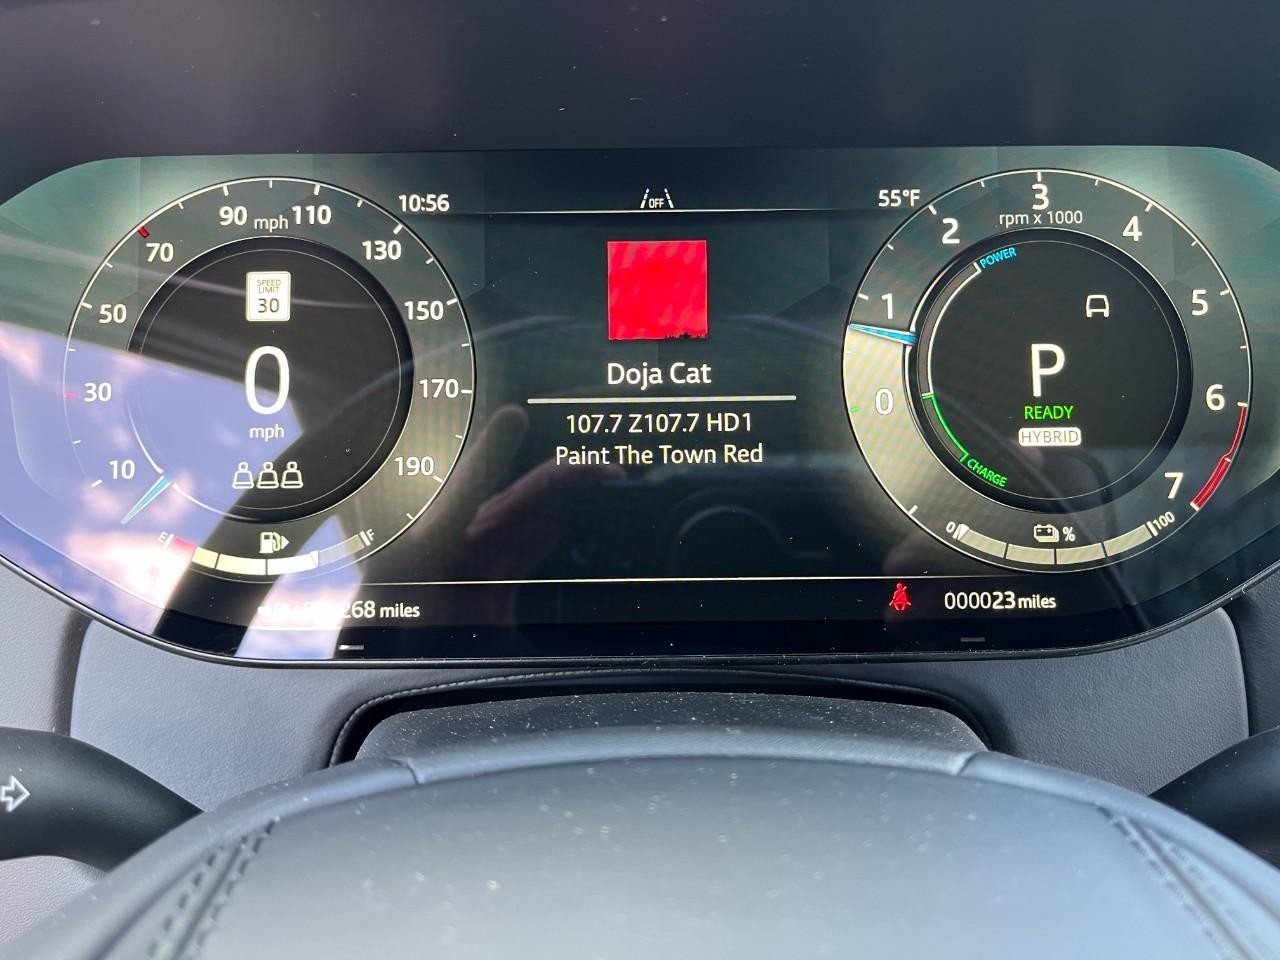 10:56
OFF
55°F
10
30
50
70
90
mph
110
130
150
170
190
SPEED
LIMIT
30
0
mph
E
F
268 miles
Doja Cat
107.7 Z107.7 HD1
Paint The Town Red
0
1
2
3
4
5
6
7
rpm x 1000
POWER
P
READY
HYBRID
CHARGE
0
%
100
000023 miles